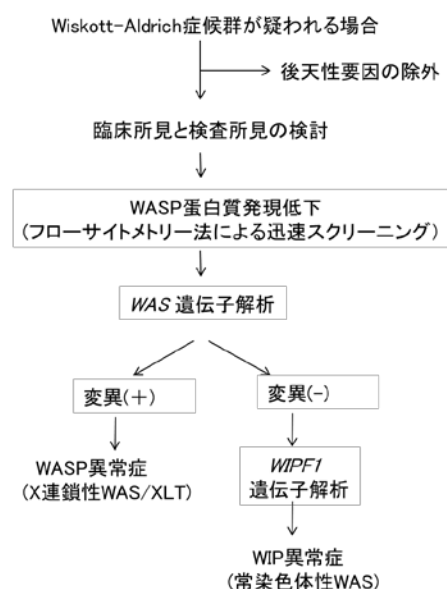 Wiskott-Aldrich症候群が疑われる場合
後天性要因の除外
臨床所見と検査所見の検討
WASP蛋白質発現低下
(フローサイトメトリー法による迅速スクリーニング)
WAS 遺伝子解析
変異(+)
変異(-)
WASP異常症
(X連鎖性WAS/XLT)
WIPF1
遺伝子解析
WIP異常症
(常染色体性WAS)